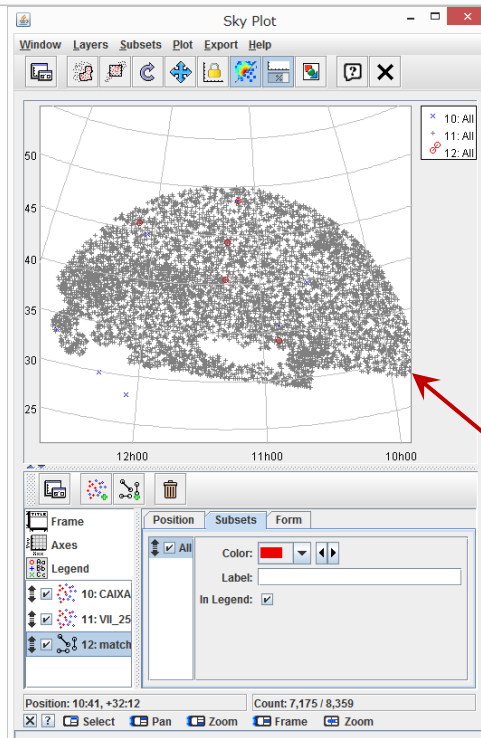 Sky Plot
Window Layers Subsets Plot Export Help
10: All
11: All
12: All
50
45
40
35
30
25
12h00 11h00 10h00
Frame
Axes
Legend
10: CAIXA
11: VII_25
12: match
Position Subsets Form
All
Color:
Label:
In Legend:
Position: 10:41, +32:12
Count: 7,175 / 8,359
Select Pan Zoom Frame Zoom